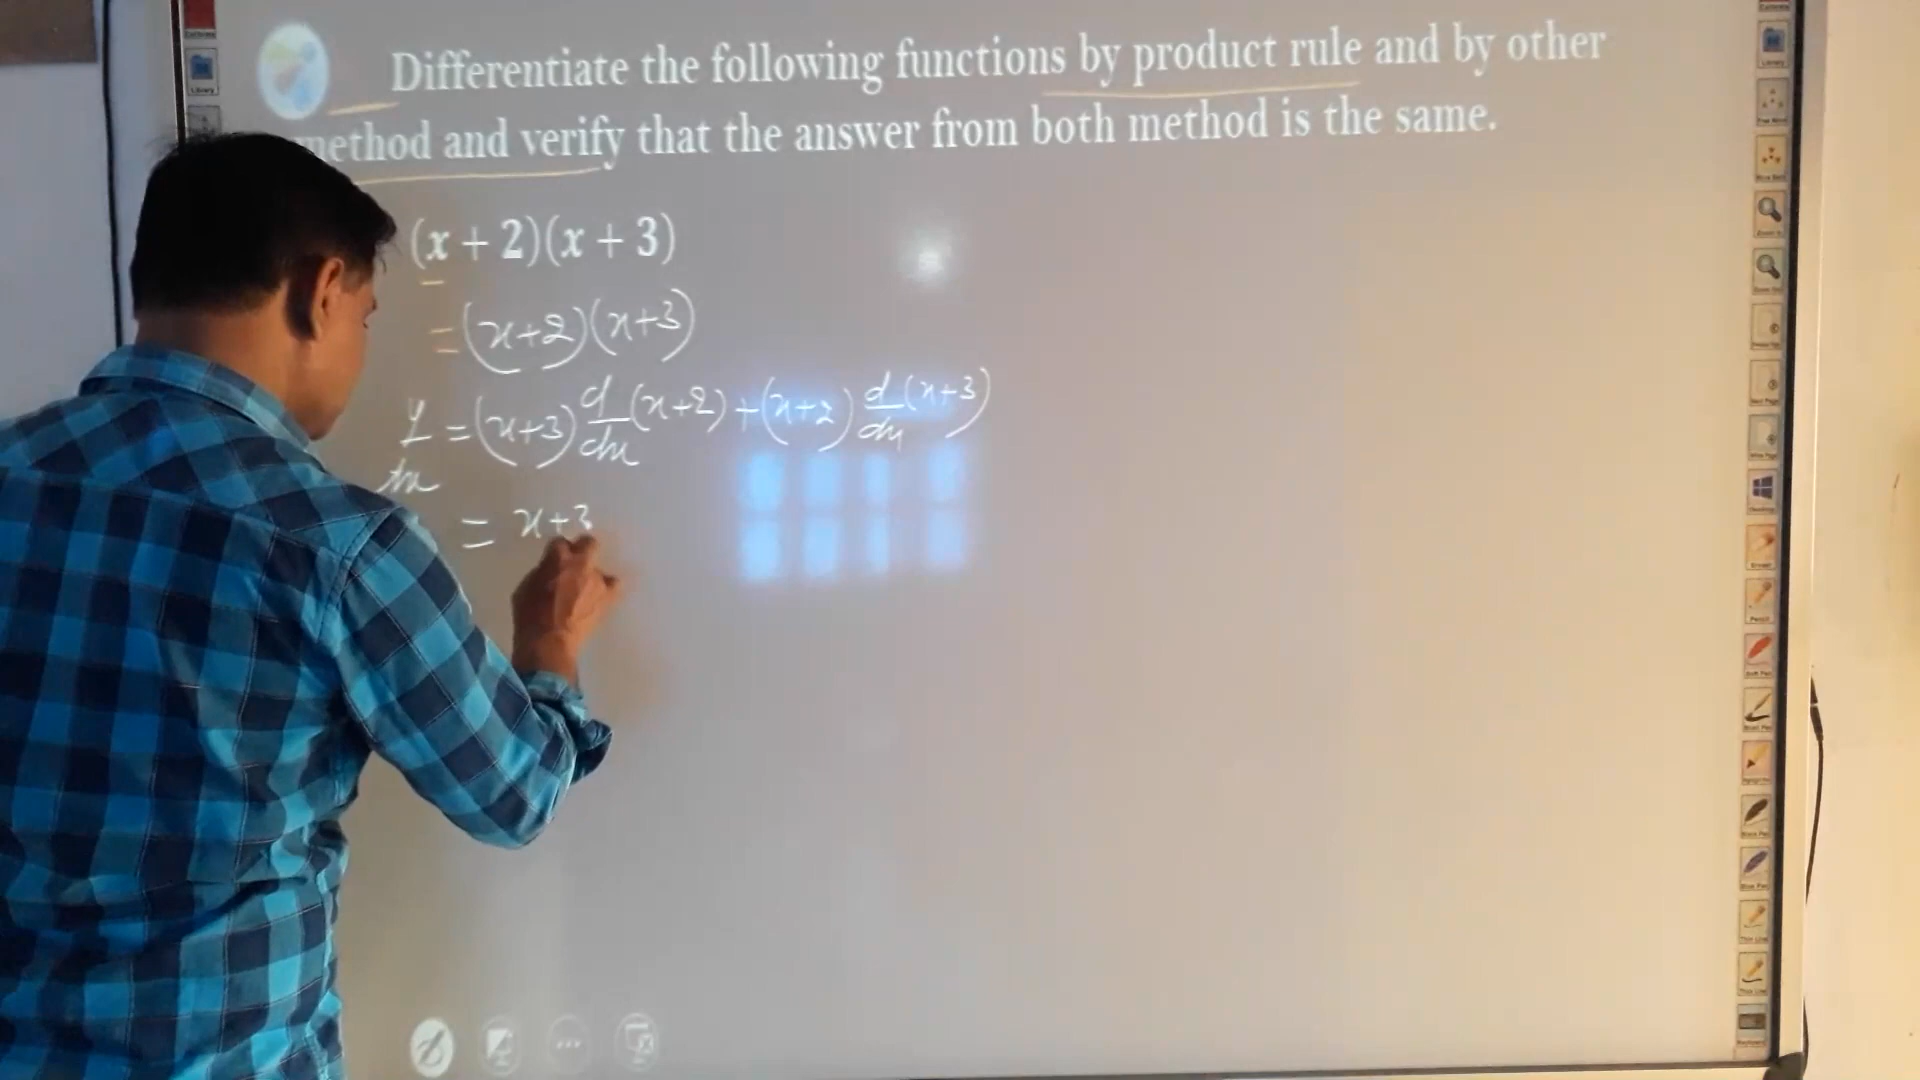 Differentiate the following functions by product rule and by other
method and verify that the answer from both method is the same.
(x + 2)(x + 3)
= (x+2)(x+3)
y/dx = (x+3) d/dx (x+2) + (x+2) d/dx (x+3)
= x+3